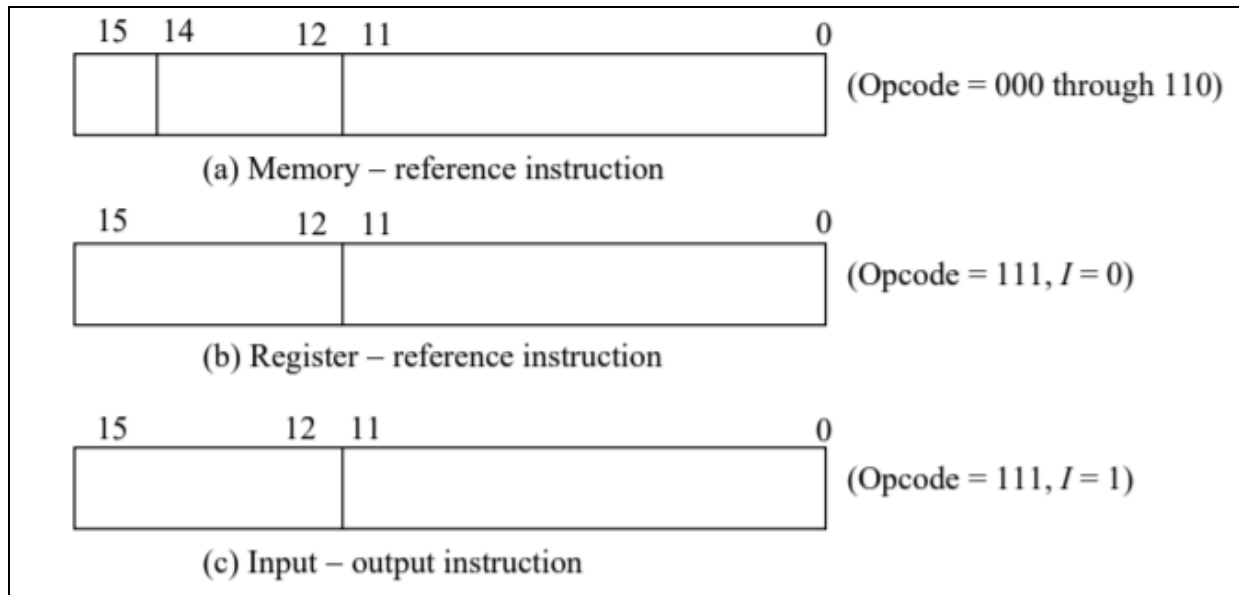 15 14 12 11 0
(Opcode = 000 through 110)
(a) Memory – reference instruction
15 12 11 0
(Opcode = 111, I = 0)
(b) Register – reference instruction
15 12 11 0
(Opcode = 111, I = 1)
(c) Input – output instruction